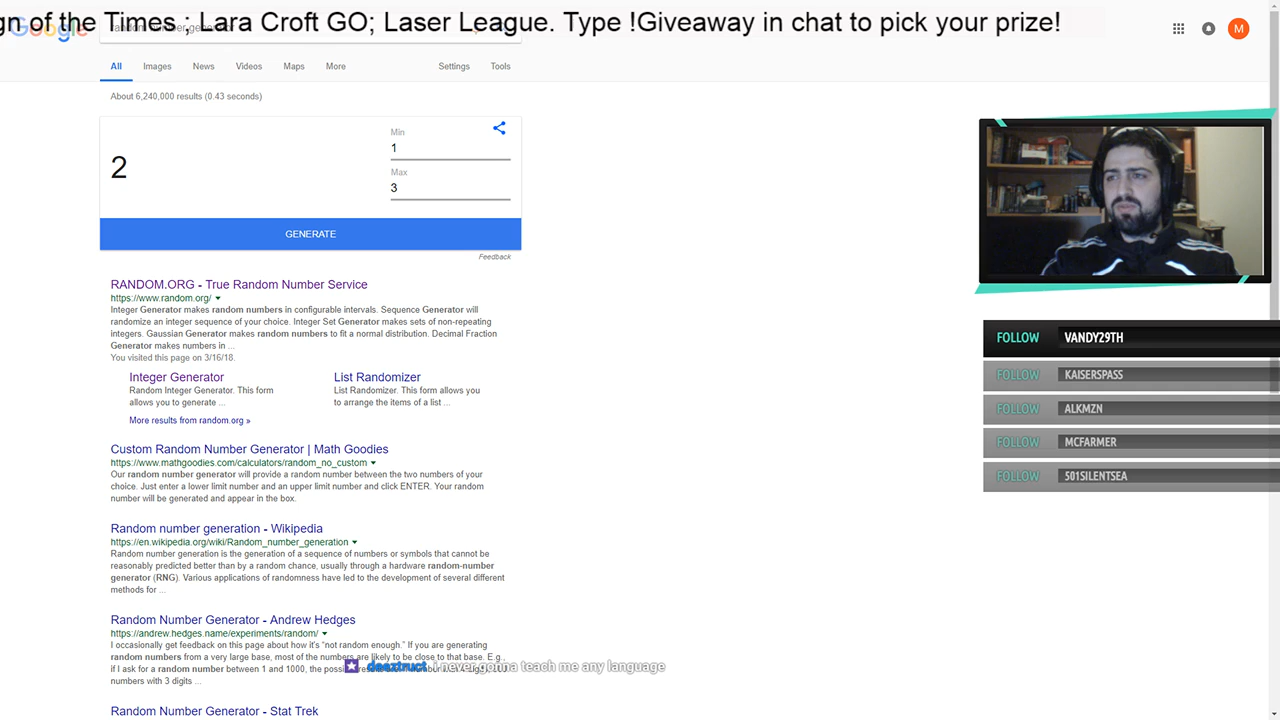 gn of the Times ; Lara Croft GO; Laser League. Type !Giveaway in chat to pick your prize!
Google
M
All
Images
News
Videos
Maps
More
Settings
Tools
About 6,240,000 results (0.43 seconds)
2
Min
1
Max
3
GENERATE
Feedback
RANDOM.ORG - True Random Number Service
https://www.random.org/
Integer Generator makes random numbers in configurable intervals. Sequence Generator will
randomize an integer sequence of your choice. Integer Set Generator makes sets of non-repeating
integers. Gaussian Generator makes random numbers to fit a normal distribution. Decimal Fraction
Generator makes numbers in ...
You visited this page on 3/16/18.
Integer Generator
Random Integer Generator. This form
allows you to generate ...
List Randomizer
List Randomizer. This form allows you
to arrange the items of a list ...
More results from random.org »
Custom Random Number Generator | Math Goodies
https://www.mathgoodies.com/calculators/random_no_custom
Our random number generator will provide a random number between the two numbers of your
choice. Just enter a lower limit number and an upper limit number and click ENTER. Your random
number will be generated and appear in the box.
Random number generation - Wikipedia
https://en.wikipedia.org/wiki/Random_number_generation
Random number generation is the generation of a sequence of numbers or symbols that cannot be
reasonably predicted better than by a random chance, usually through a hardware random-number
generator (RNG). Various applications of randomness have led to the development of several different
methods for ...
Random Number Generator - Andrew Hedges
https://andrew.hedges.name/experiments/random/
I occasionally get feedback on this page about how it's "not random enough." If you are generating
random numbers from a very large base, most of the numbers are likely to be close to that base. E.g.,
if I ask for a random number between 1 and 1000, the
numbers with 3 digits ...
deeztruct: i never gonna teach me any language
Random Number Generator - Stat Trek
FOLLOW VANDY29TH
FOLLOW KAISERSPASS
FOLLOW ALKMZN
FOLLOW MCFARMER
FOLLOW 501SILENTSEA